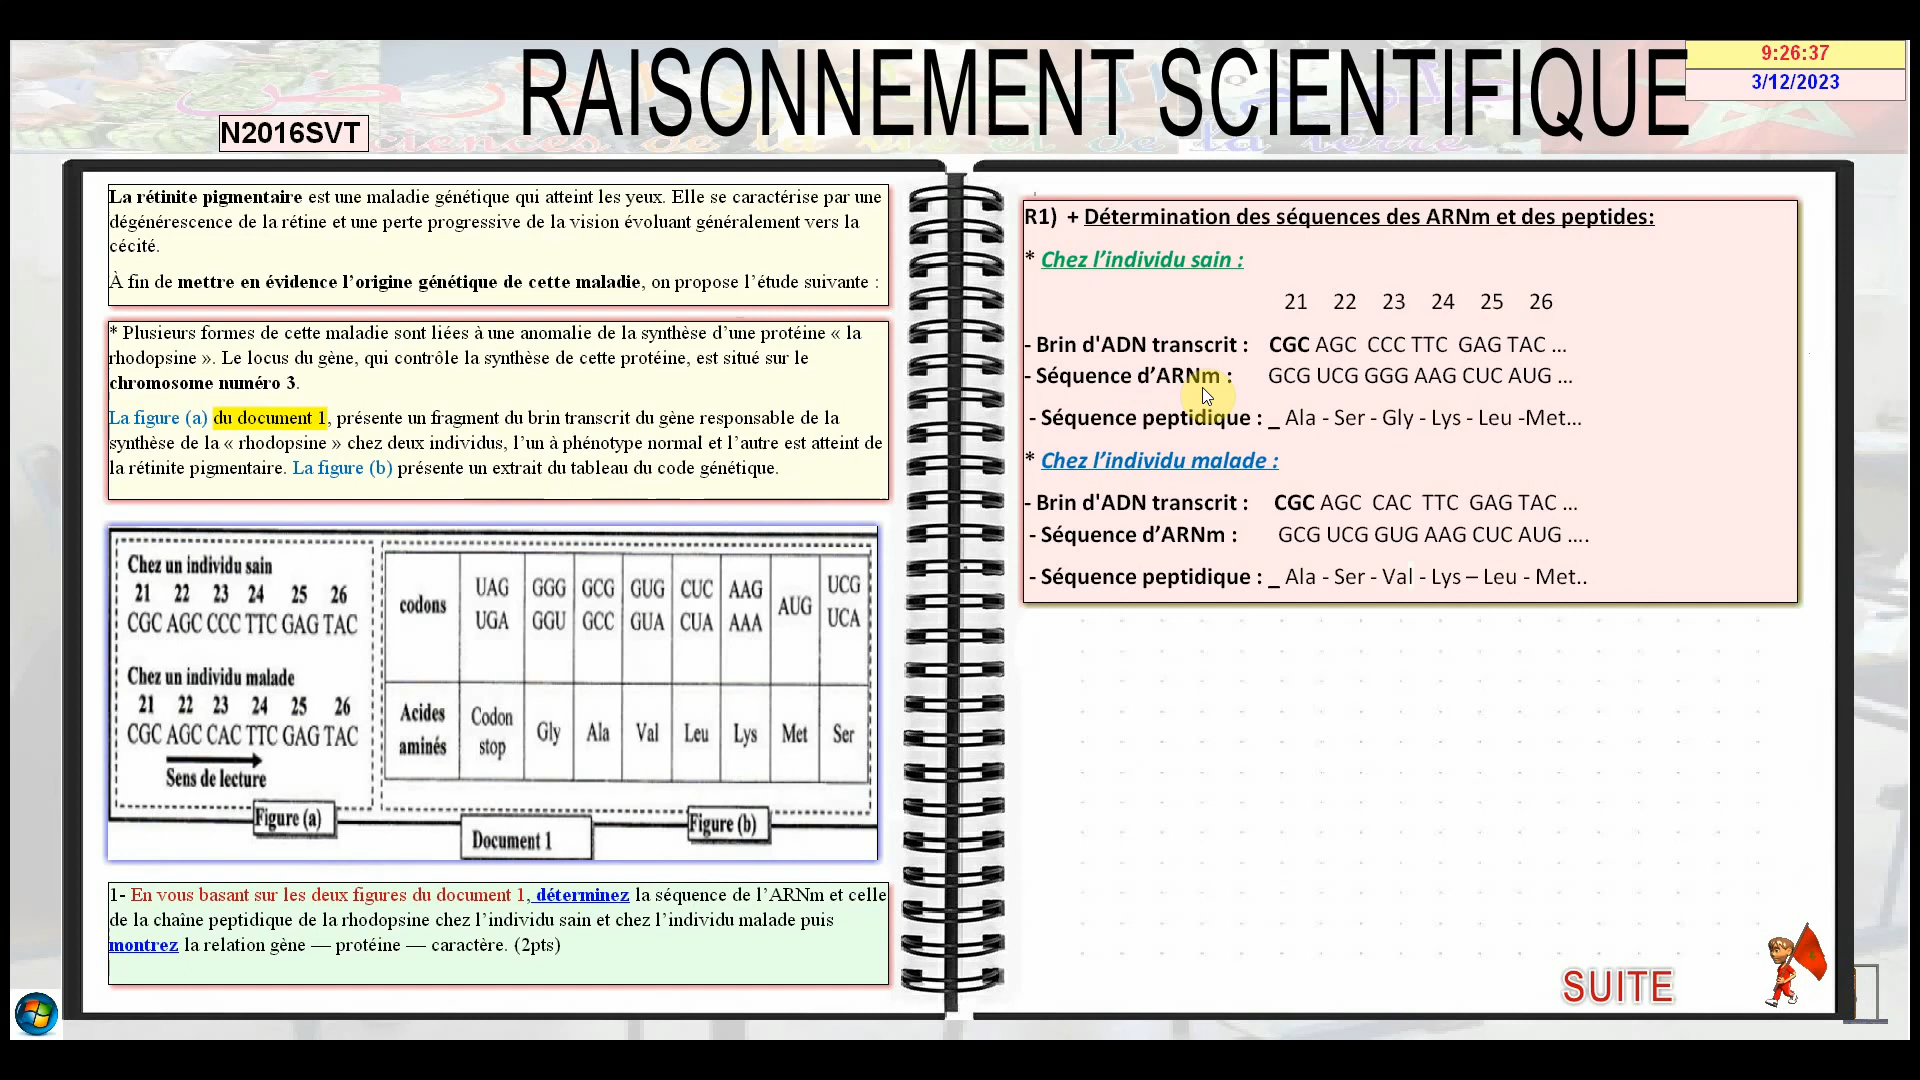 RAISONNEMENT SCIENTIFIQUE
9:26:37
3/12/2023
N2016SVT
La rétinite pigmentaire est une maladie génétique qui atteint les yeux. Elle se caractérise par une
dégénérescence de la rétine et une perte progressive de la vision évoluant généralement vers la
cécité.
À fin de mettre en évidence l’origine génétique de cette maladie, on propose l’étude suivante :
* Plusieurs formes de cette maladie sont liées à une anomalie de la synthèse d’une protéine « la
rhodopsine ». Le locus du gène, qui contrôle la synthèse de cette protéine, est situé sur le
chromosome numéro 3.
La figure (a) du document 1, présente un fragment du brin transcrit du gène responsable de la
synthèse de la « rhodopsine » chez deux individus, l’un à phénotype normal et l’autre est atteint de
la rétinite pigmentaire. La figure (b) présente un extrait du tableau du code génétique.
Chez un individu sain
21 22 23 24 25 26
CGC AGC CCC TTC GAG TAC
Chez un individu malade
21 22 23 24 25 26
CGC AGC CAC TTC GAG TAC
Sens de lecture
Figure (a)
codons UAG GGG GCG GUG CUC AAG AUG UCG
UGA GGU GCC GUA CUA AAA UCA
Acides aminés Codon stop Gly Ala Val Leu Lys Met Ser
Figure (b)
Document 1
1- En vous basant sur les deux figures du document 1, déterminez la séquence de l’ARNm et celle
de la chaîne peptidique de la rhodopsine chez l’individu sain et chez l’individu malade puis
montrez la relation gène — protéine — caractère. (2pts)
R1) + Détermination des séquences des ARNm et des peptides:
* Chez l’individu sain :
21 22 23 24 25 26
- Brin d'ADN transcrit : CGC AGC CCC TTC GAG TAC ...
- Séquence d’ARNm : GCG UCG GGG AAG CUC AUG ...
- Séquence peptidique : _ Ala - Ser - Gly - Lys - Leu -Met...
* Chez l’individu malade :
- Brin d'ADN transcrit : CGC AGC CAC TTC GAG TAC ...
- Séquence d’ARNm : GCG UCG GUG AAG CUC AUG ....
- Séquence peptidique : _ Ala - Ser - Val - Lys – Leu - Met..
SUITE